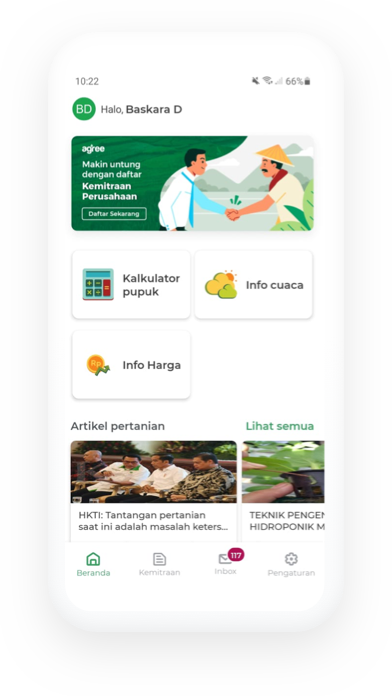 10:22
66%
BD
Halo, Baskara D
agree
Makin untung
dengan daftar
Kemitraan
Perusahaan
Daftar Sekarang
Kalkulator
pupuk
Info cuaca
Rp
Info Harga
Artikel pertanian
Lihat semua
HKTI: Tantangan pertanian
saat ini adalah masalah keters...
TEKNIK PENGEN
HIDROPONIK M
117
Beranda
Kemitraan
Inbox
Pengaturan